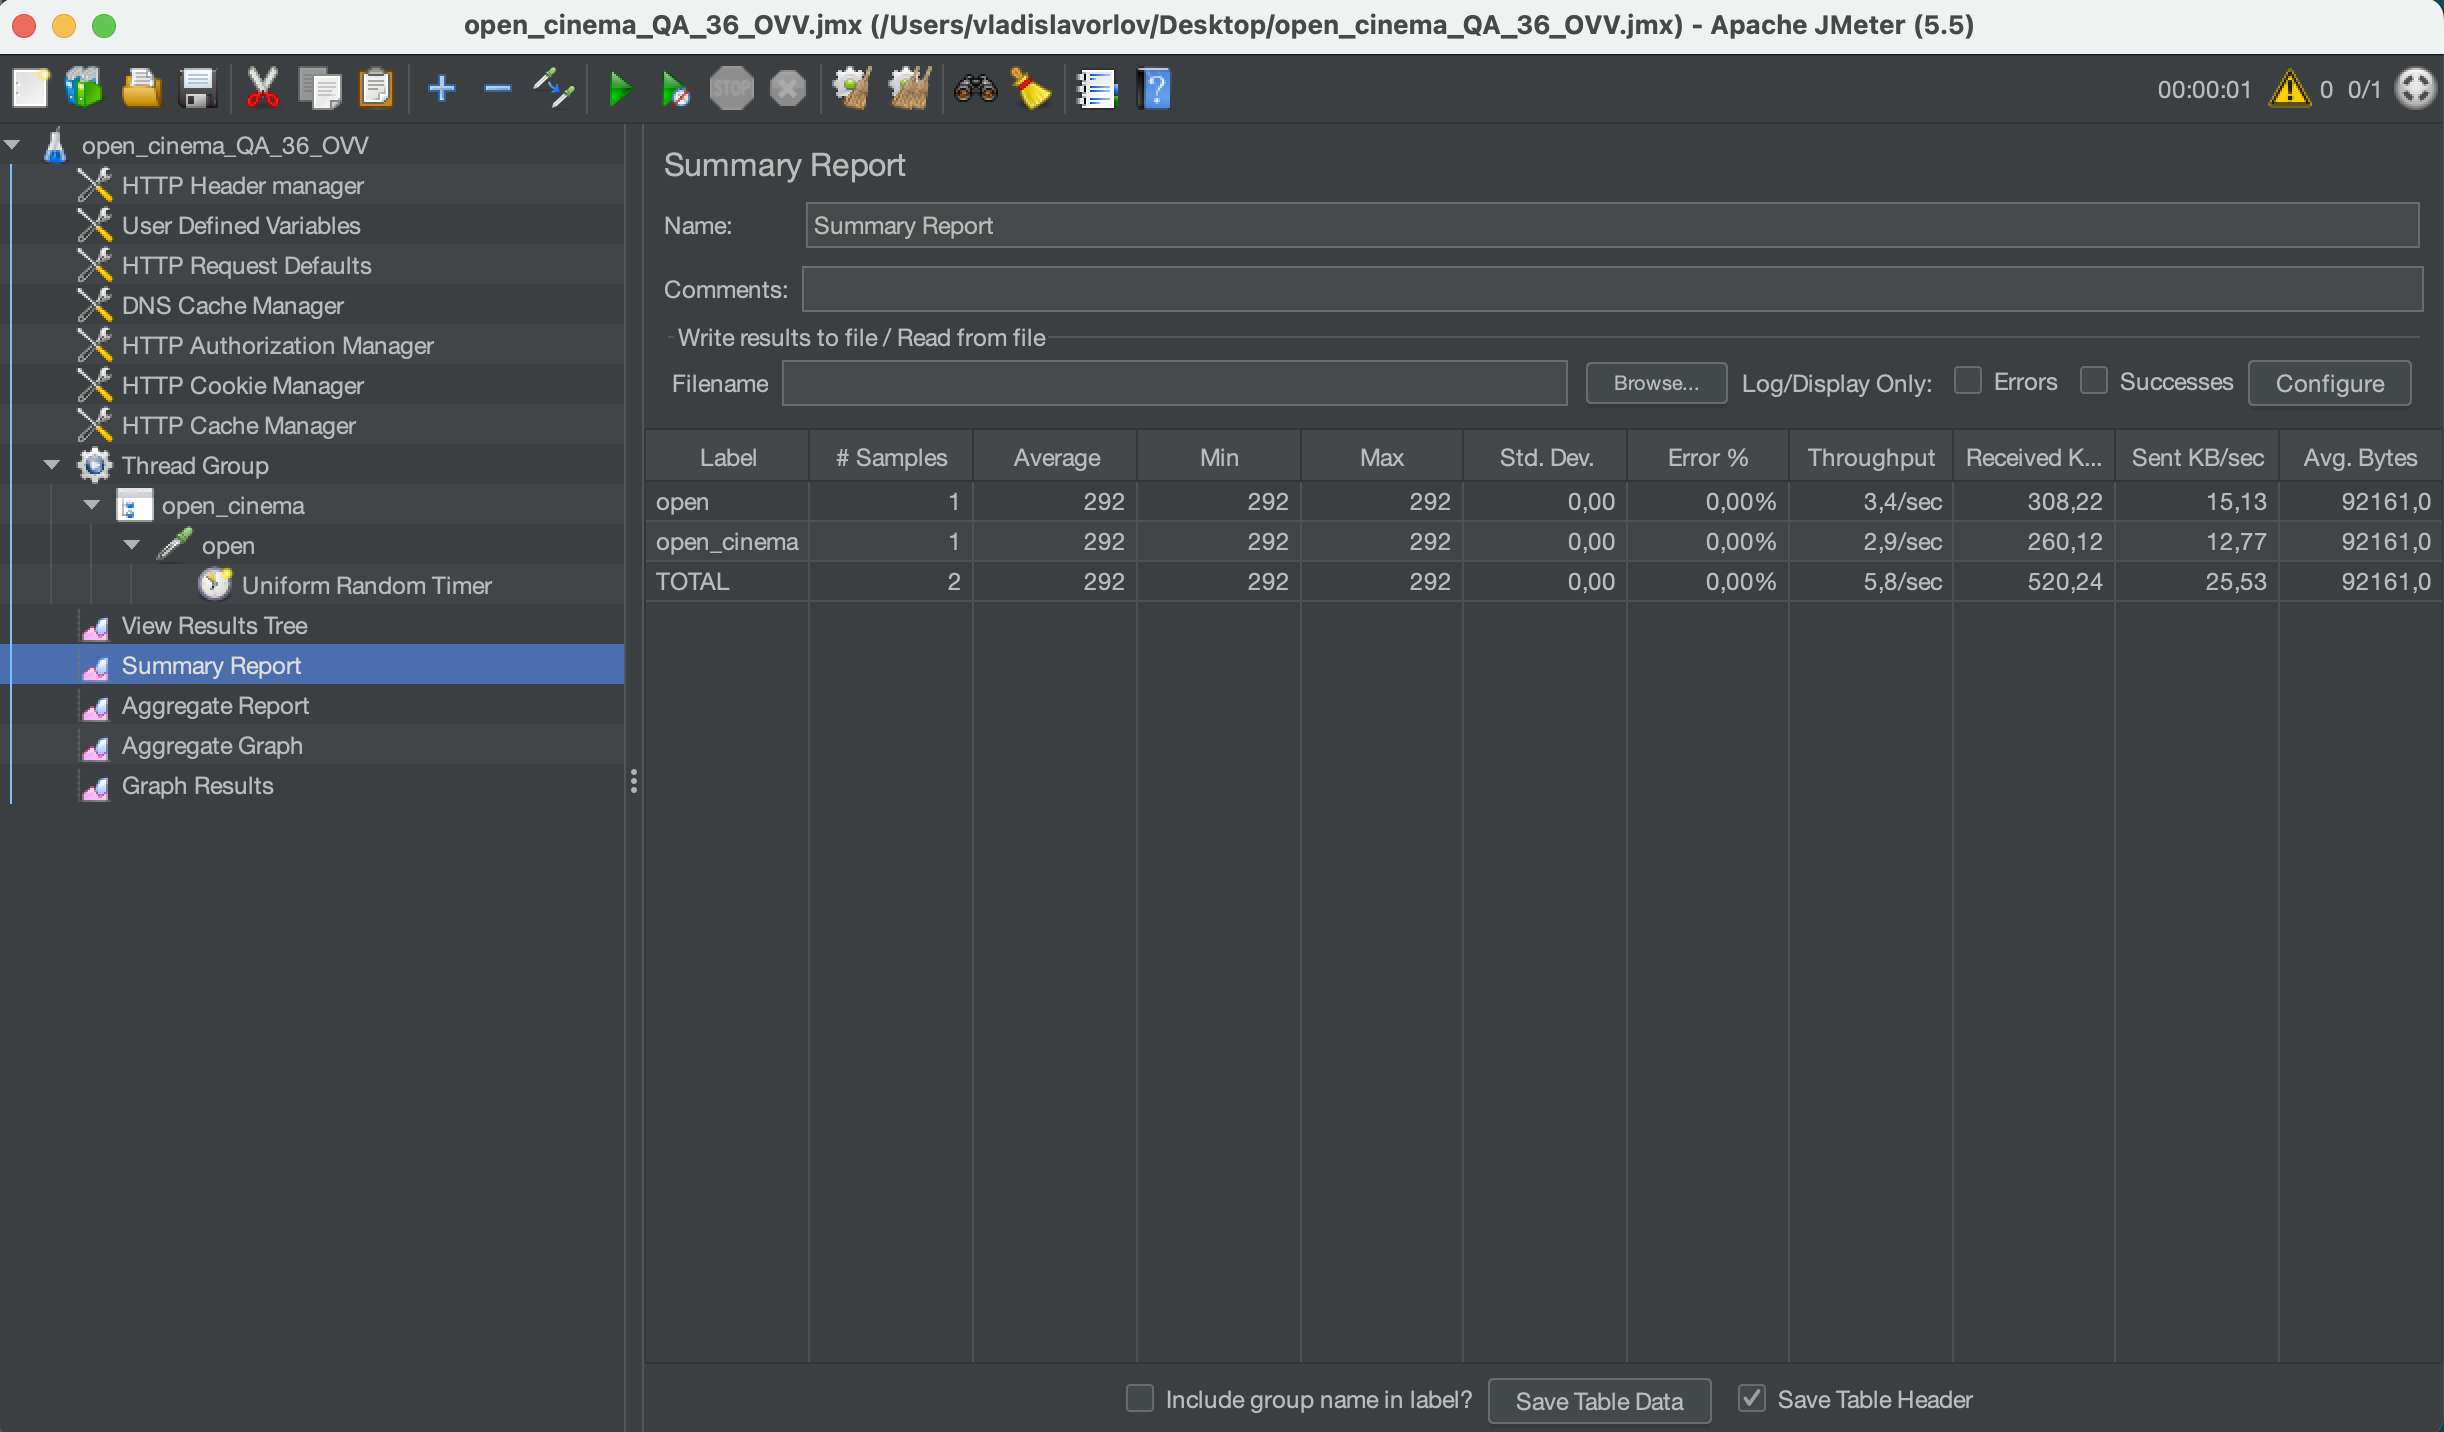 open_cinema_QA_36_OVV.jmx (/Users/vladislavorlov/Desktop/open_cinema_QA_36_OVV.jmx) - Apache JMeter (5.5)
STOP
00:00:01 0 0/1
open_cinema_QA_36_OVV
HTTP Header manager
User Defined Variables
HTTP Request Defaults
DNS Cache Manager
HTTP Authorization Manager
HTTP Cookie Manager
HTTP Cache Manager
Thread Group
open_cinema
open
Uniform Random Timer
View Results Tree
Summary Report
Aggregate Report
Aggregate Graph
Graph Results
Summary Report
Name: Summary Report
Comments:
Write results to file / Read from file
Filename Browse... Log/Display Only: Errors Successes Configure
Label # Samples Average Min Max Std. Dev. Error % Throughput Received K... Sent KB/sec Avg. Bytes
open 1 292 292 292 0,00 0,00% 3,4/sec 308,22 15,13 92161,0
open_cinema 1 292 292 292 0,00 0,00% 2,9/sec 260,12 12,77 92161,0
TOTAL 2 292 292 292 0,00 0,00% 5,8/sec 520,24 25,53 92161,0
Include group name in label? Save Table Data Save Table Header